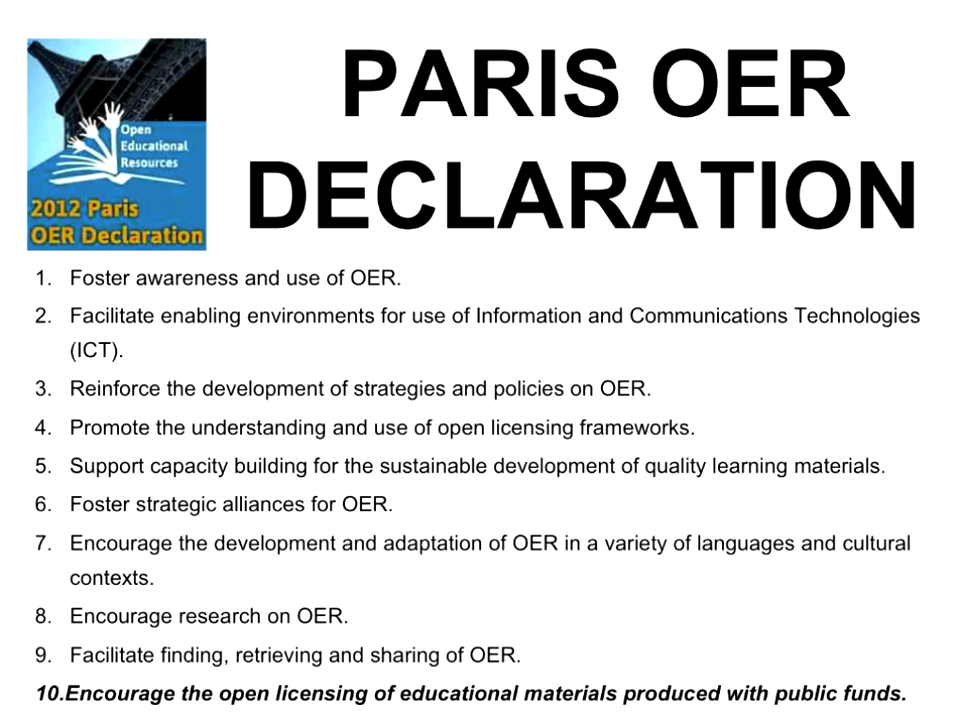 PARIS OER
DECLARATION
Open
Educational
Resources
2012 Paris
OER Declaration
1. Foster awareness and use of OER.
2. Facilitate enabling environments for use of Information and Communications Technologies
(ICT).
3. Reinforce the development of strategies and policies on OER.
4. Promote the understanding and use of open licensing frameworks.
5. Support capacity building for the sustainable development of quality learning materials.
6. Foster strategic alliances for OER.
7. Encourage the development and adaptation of OER in a variety of languages and cultural
contexts.
8. Encourage research on OER.
9. Facilitate finding, retrieving and sharing of OER.
10.Encourage the open licensing of educational materials produced with public funds.